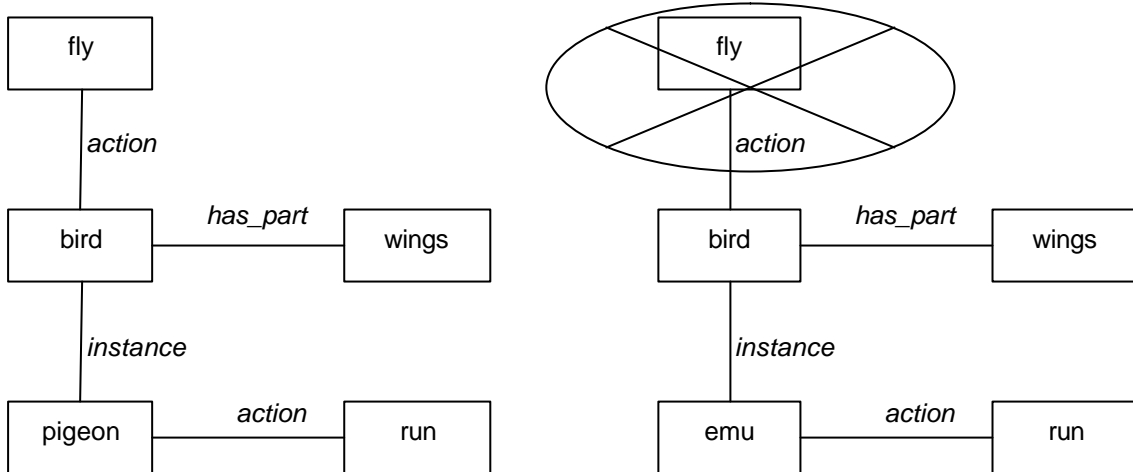 fly
action
bird
has_part
wings
instance
pigeon
action
run
fly
action
bird
has_part
wings
instance
emu
action
run